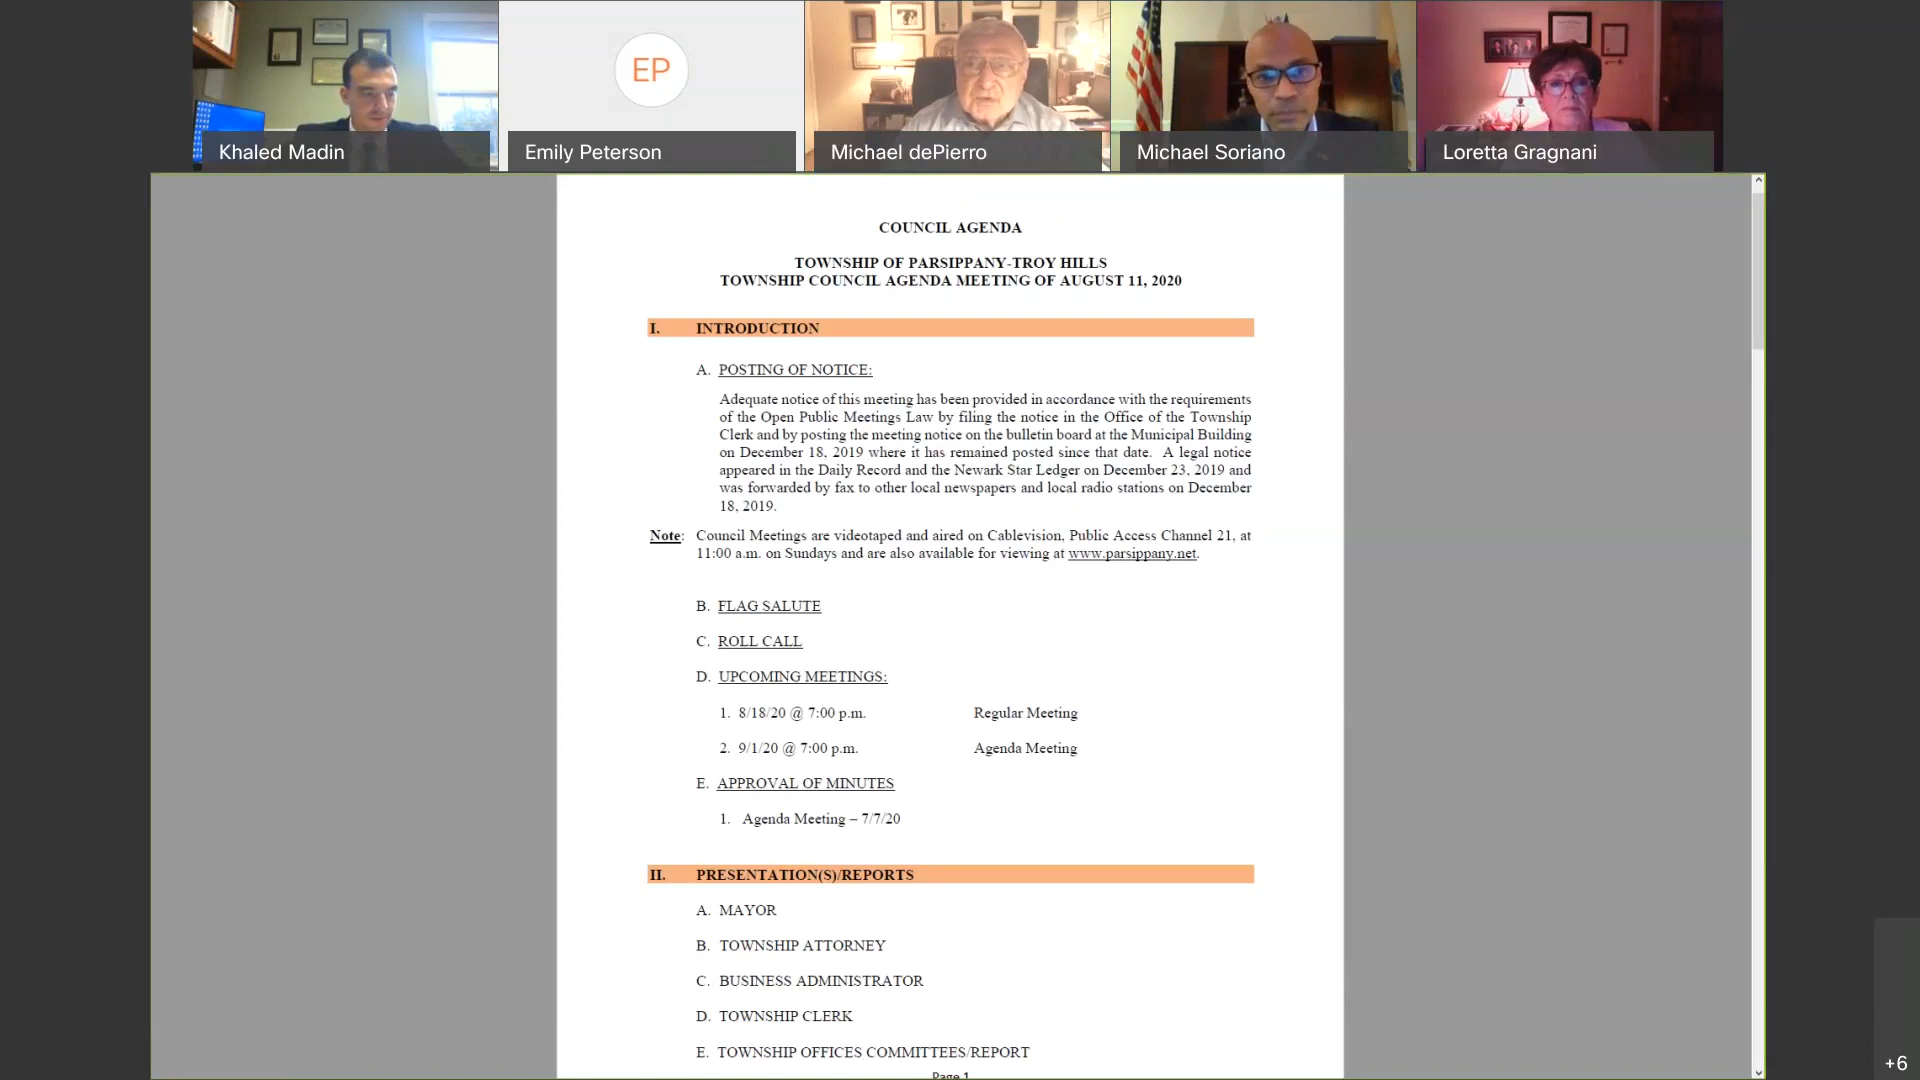 EP
Khaled Madin
Emily Peterson
Michael dePierro
Michael Soriano
Loretta Gragnani
COUNCIL AGENDA
TOWNSHIP OF PARSIPPANY-TROY HILLS
TOWNSHIP COUNCIL AGENDA MEETING OF AUGUST 11, 2020
I. INTRODUCTION
A. POSTING OF NOTICE:
Adequate notice of this meeting has been provided in accordance with the requirements
of the Open Public Meetings Law by filing the notice in the Office of the Township
Clerk and by posting the meeting notice on the bulletin board at the Municipal Building
on December 18, 2019 where it has remained posted since that date. A legal notice
appeared in the Daily Record and the Newark Star Ledger on December 23, 2019 and
was forwarded by fax to other local newspapers and local radio stations on December
18, 2019.
Note: Council Meetings are videotaped and aired on Cablevision, Public Access Channel 21, at
11:00 a.m. on Sundays and are also available for viewing at www.parsippany.net.
B. FLAG SALUTE
C. ROLL CALL
D. UPCOMING MEETINGS:
1. 8/18/20 @ 7:00 p.m. Regular Meeting
2. 9/1/20 @ 7:00 p.m. Agenda Meeting
E. APPROVAL OF MINUTES
1. Agenda Meeting – 7/7/20
II. PRESENTATION(S)/REPORTS
A. MAYOR
B. TOWNSHIP ATTORNEY
C. BUSINESS ADMINISTRATOR
D. TOWNSHIP CLERK
E. TOWNSHIP OFFICES COMMITTEES/REPORT
Page 1
+6